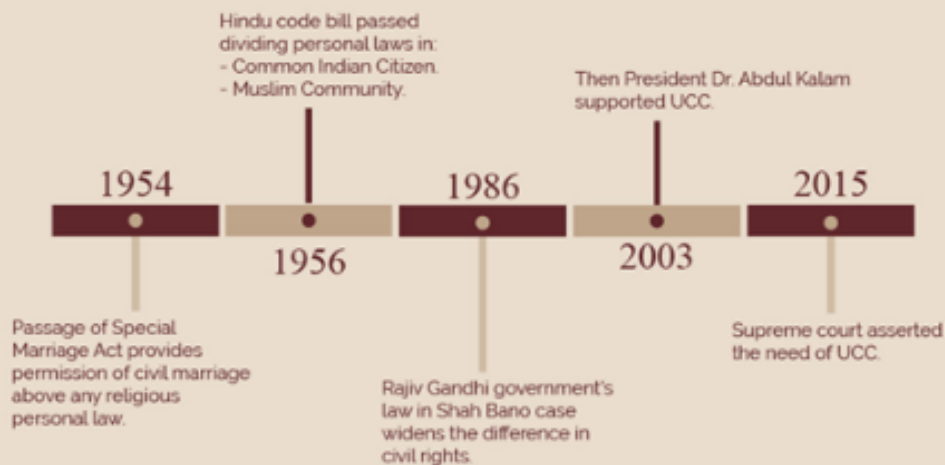 Hindu code bill passed
dividing personal laws in:
- Common Indian Citizen.
- Muslim Community.
Then President Dr. Abdul Kalam
supported UCC.
1954
1986
2015
1956
2003
Passage of Special
Marriage Act provides
permission of civil marriage
above any religious
personal law.
Rajiv Gandhi government's
law in Shah Bano case
widens the difference in
civil rights.
Supreme court asserted
the need of UCC.